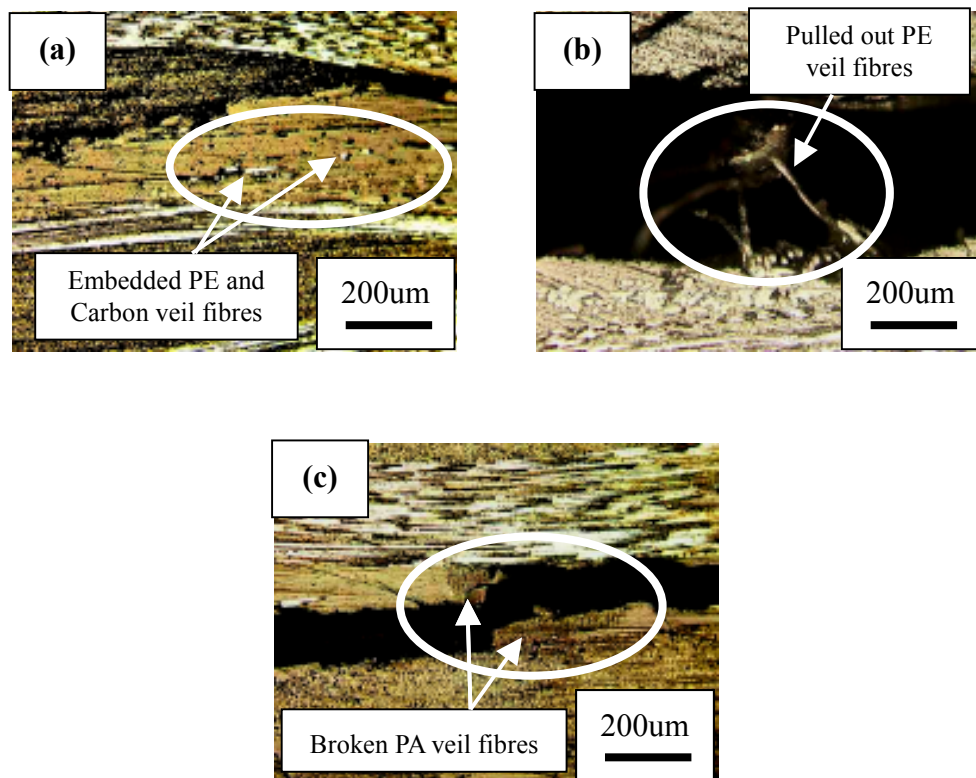 (a)
Embedded PE and
Carbon veil fibres
200um
(b)
Pulled out PE
veil fibres
200um
(c)
Broken PA veil fibres
200um